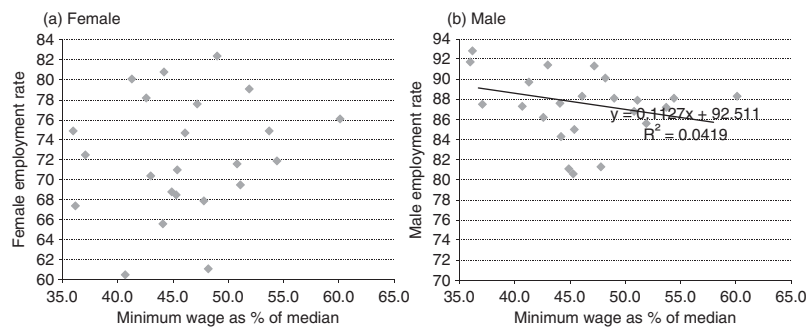 (a) Female
84
82
80
78
76
74
72
70
68
66
64
62
60
Female employment rate
35.0 40.0 45.0 50.0 55.0 60.0 65.0
Minimum wage as % of median
(b) Male
94
92
90
88
86
84
82
80
78
76
74
72
70
Male employment rate
y = 0.1127x + 92.511
R² = 0.0419
35.0 40.0 45.0 50.0 55.0 60.0 65.0
Minimum wage as % of median